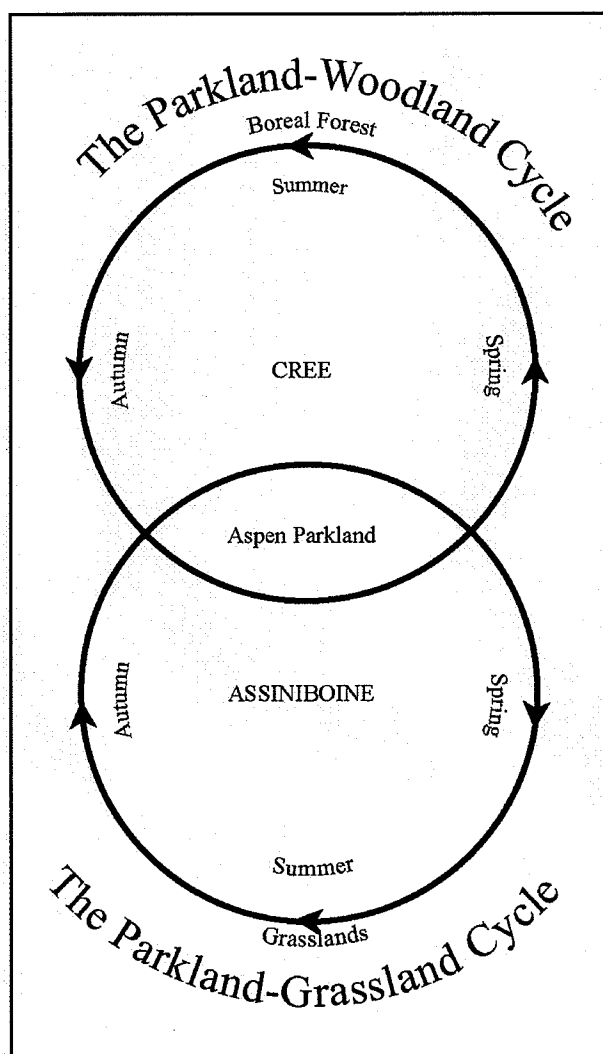 The Parkland-Woodland Cycle
Boreal Forest
Summer
Autumn
CREE
Spring
Aspen Parkland
Autumn
ASSINIBOINE
Spring
Summer
Grasslands
The Parkland-Grassland Cycle